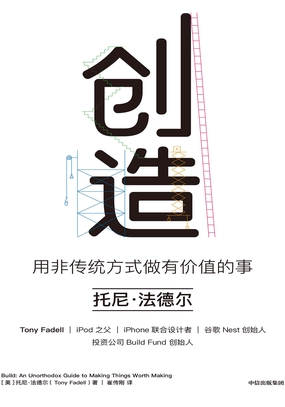 创造
用非传统方式做有价值的事
托尼·法德尔
Tony Fadell | iPod 之父 | iPhone 联合设计者 | 谷歌 Nest 创始人
投资公司 Build Fund 创始人
Build: An Unorthodox Guide to Making Things Worth Making
[美]托尼·法德尔(Tony Fadell)著 | 崔传刚 译
中信出版集团